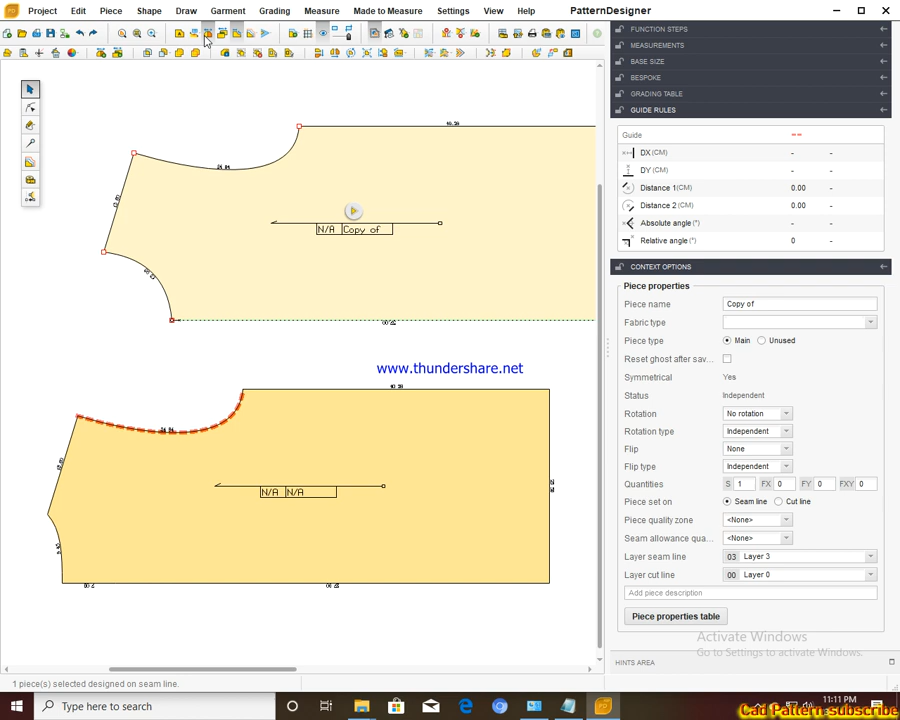 Project Edit Piece Shape Draw Garment Grading Measure Made to Measure Settings View Help PatternDesigner
FUNCTION STEPS
MEASUREMENTS
BASE SIZE
BESPOKE
GRADING TABLE
GUIDE RULES
Guide ==
DX (CM) - -
DY (CM) - -
Distance 1(CM) 0.00 -
Distance 2(CM) 0.00 -
Absolute angle (°) - -
Relative angle (°) 0 -
CONTEXT OPTIONS
Piece properties
Piece name Copy of
Fabric type
Piece type Main Unused
Reset ghost after sav...
Symmetrical Yes
Status Independent
Rotation No rotation
Rotation type Independent
Flip None
Flip type Independent
Quantities S 1 FX 0 FY 0 FXY 0
Piece set on Seam line Cut line
Piece quality zone <None>
Seam allowance qua... <None>
Layer seam line 03 Layer 3
Layer cut line 00 Layer 0
Add piece description
Piece properties table
Activate Windows
Go to Settings to activate Windows.
HINTS AREA
N/A Copy of
www.thundershare.net
N/A N/A
1 piece(s) selected designed on seam line.
Type here to search
11:11 PM
Cad Pattern subscribe